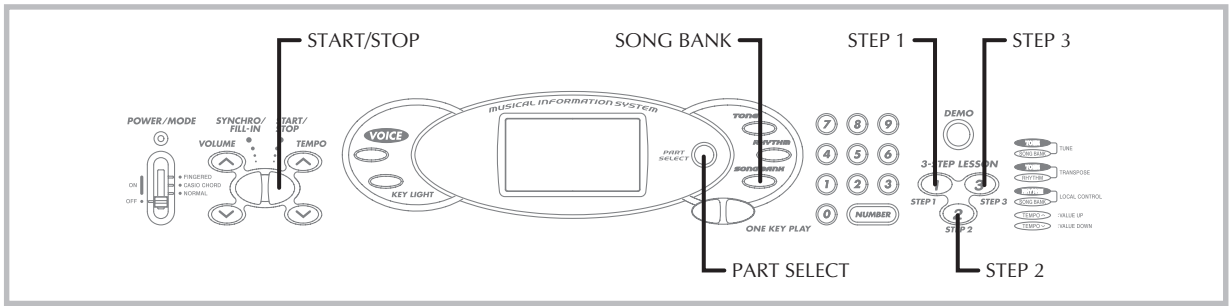 START/STOP
SONG BANK
STEP 1
STEP 3
MUSICAL INFORMATION SYSTEM
POWER/MODE
SYNCHRO/
FILL-IN
START/
STOP
VOLUME
TEMPO
ON
OFF
FINGERED
CASIO CHORD
NORMAL
VOICE
KEY LIGHT
PART
SELECT
TONE
RHYTHM
SONG BANK
ONE KEY PLAY
7 8 9
4 5 6
1 2 3
0 NUMBER
DEMO
3-STEP LESSON
1 3
STEP 1 STEP 3
2
STEP 2
SONG BANK
TUNE
RHYTHM
TRANSPOSE
SONG BANK
LOCAL CONTROL
TEMPO :VALUE UP
TEMPO :VALUE DOWN
PART SELECT
STEP 2